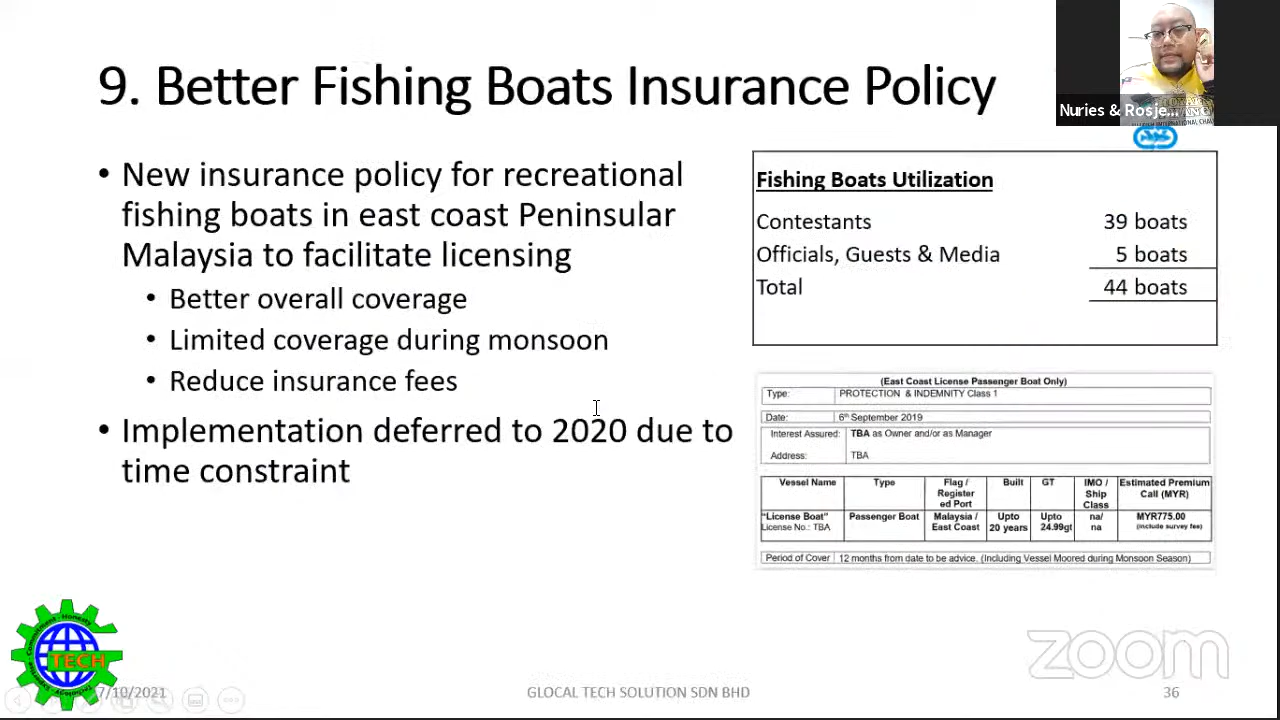 9. Better Fishing Boats Insurance Policy
Nuries & Rosje...
• New insurance policy for recreational
fishing boats in east coast Peninsular
Malaysia to facilitate licensing
• Better overall coverage
• Limited coverage during monsoon
• Reduce insurance fees
• Implementation deferred to 2020 due to
time constraint
Fishing Boats Utilization
Contestants 39 boats
Officials, Guests & Media 5 boats
Total 44 boats
(East Coast License Passenger Boat Only)
Type: PROTECTION & INDEMNITY Class 1
Date: 6th September 2019
Interest Assured: TBA as Owner and/or as Manager
Address: TBA
Vessel Name Type Flag / Built GT IMO / Estimated Premium
Register Ship Call (MYR)
ed Port Class
"License Boat" Passenger Boat Malaysia / Upto Upto na/ MYR775.00
License No.: TBA East Coast 20 years 24.99gt na (include survey fee)
Period of Cover 12 months from date to be advice. (Including Vessel Moored during Monsoon Season)
TECH
7/10/2021
GLOCAL TECH SOLUTION SDN BHD
36
zoom